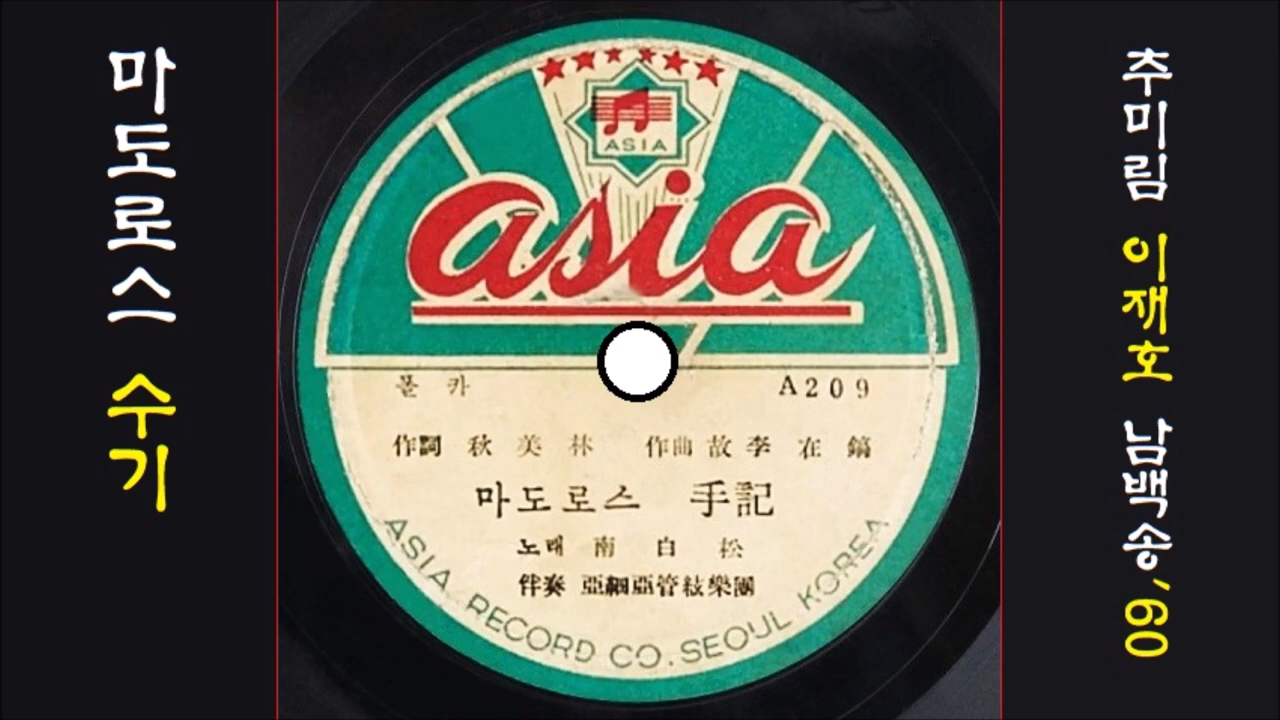 마도로스 수기
ASIA
asia
폴카 A209
作詞 秋美林 作曲 故李在鎬
마도로스 手記
노래 南白松
伴奏 亞細亞管絃樂團
ASIA RECORD CO. SEOUL KOREA
추미림 이재호 남백송 '60